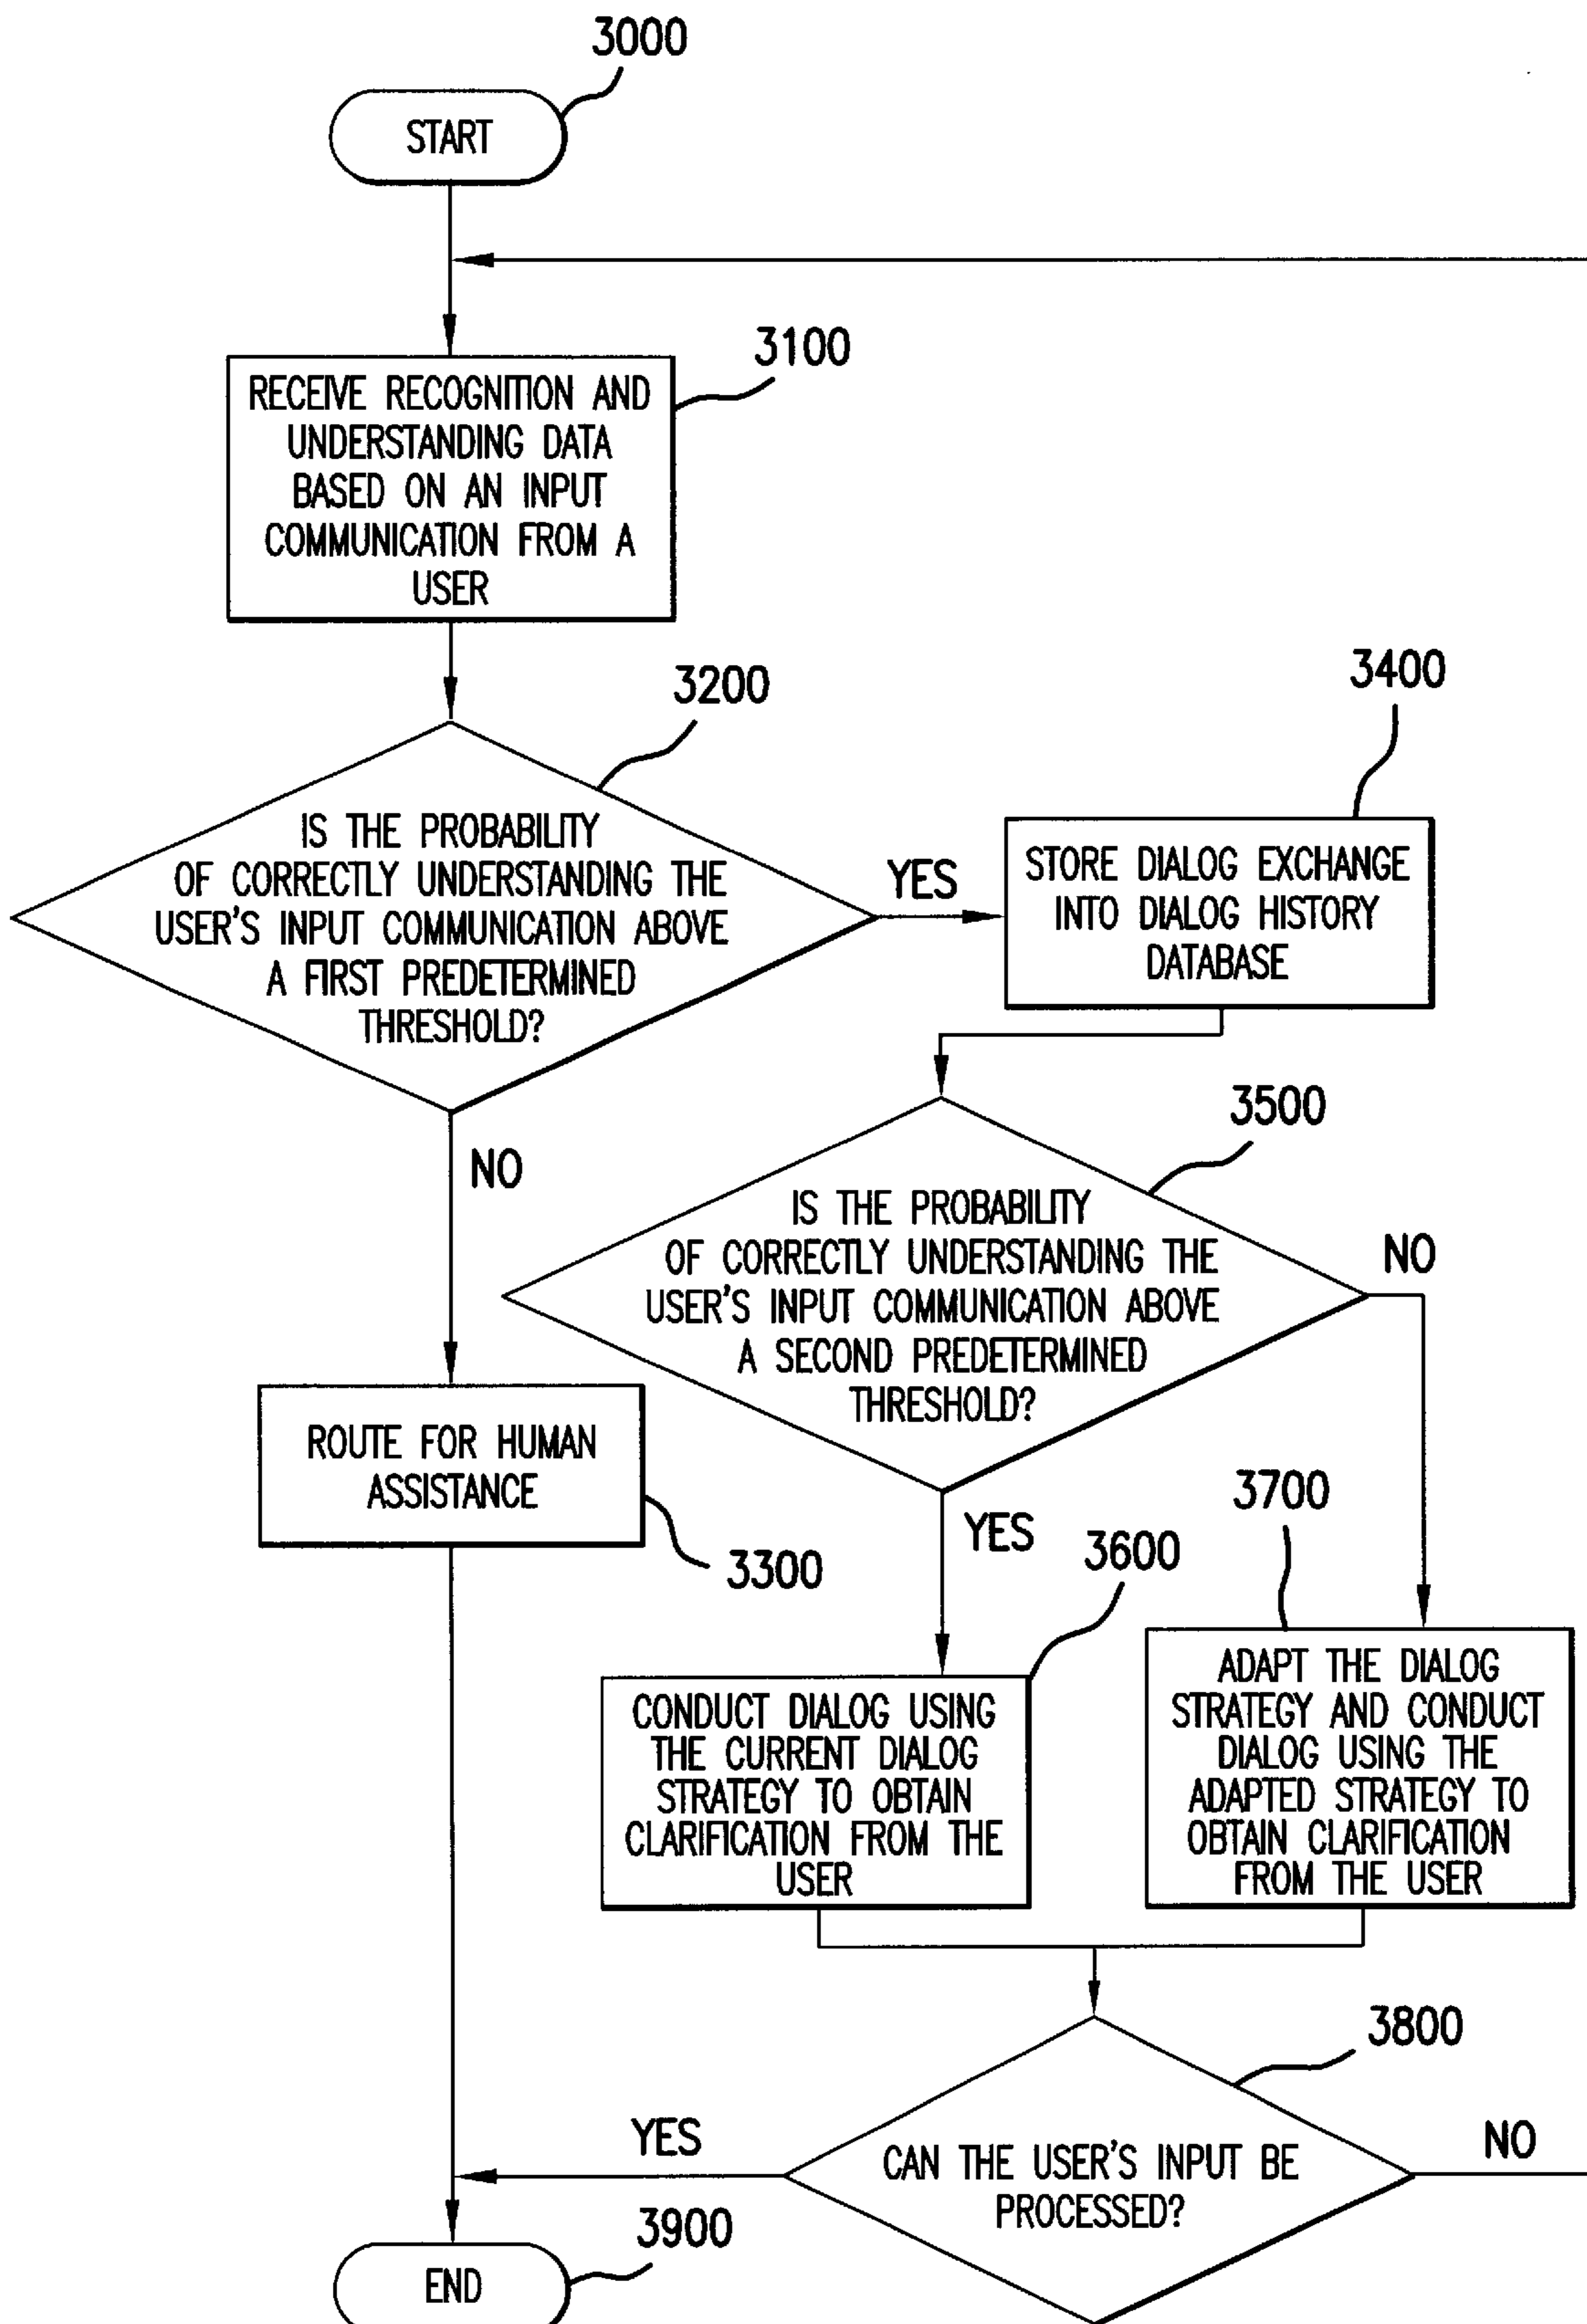 3000
START
3100
RECEIVE RECOGNITION AND
UNDERSTANDING DATA
BASED ON AN INPUT
COMMUNICATION FROM A
USER
3200
IS THE PROBABILITY
OF CORRECTLY UNDERSTANDING THE
USER'S INPUT COMMUNICATION ABOVE
A FIRST PREDETERMINED
THRESHOLD?
YES
NO
3400
STORE DIALOG EXCHANGE
INTO DIALOG HISTORY
DATABASE
3500
IS THE PROBABILITY
OF CORRECTLY UNDERSTANDING THE
USER'S INPUT COMMUNICATION ABOVE
A SECOND PREDETERMINED
THRESHOLD?
NO
YES
ROUTE FOR HUMAN
ASSISTANCE
3300
3600
CONDUCT DIALOG USING
THE CURRENT DIALOG
STRATEGY TO OBTAIN
CLARIFICATION FROM THE
USER
3700
ADAPT THE DIALOG
STRATEGY AND CONDUCT
DIALOG USING THE
ADAPTED STRATEGY TO
OBTAIN CLARIFICATION
FROM THE USER
3800
CAN THE USER'S INPUT BE
PROCESSED?
YES
NO
3900
END